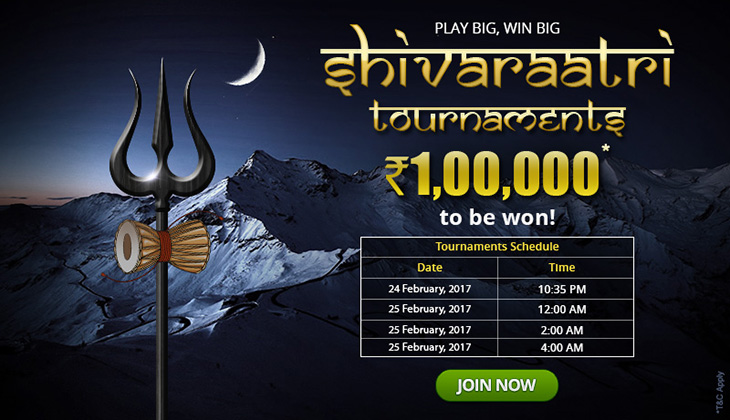 PLAY BIG, WIN BIG
Shivaraatri
tournaments
₹1,00,000*
to be won!
Tournaments Schedule
Date Time
24 February, 2017 10:35 PM
25 February, 2017 12:00 AM
25 February, 2017 2:00 AM
25 February, 2017 4:00 AM
JOIN NOW
*T&C Apply